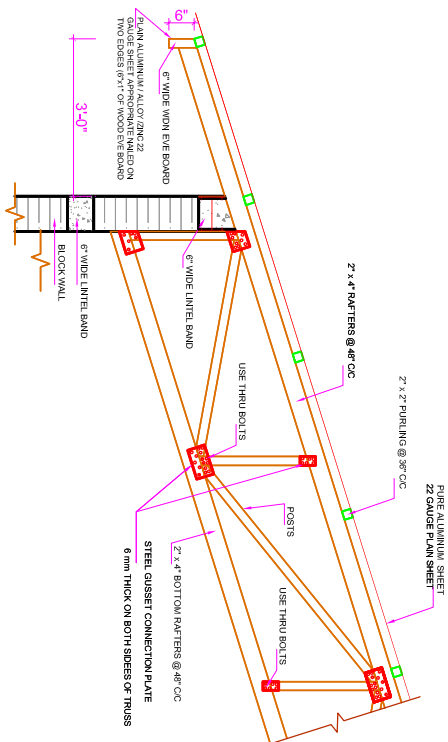 6"
3'-0"
PLAIN ALUMINUM / ALLOY /ZINC 22
GAUGE SHEET APPROPRIATE NAILED ON
TWO EDGES (6"x1" OF WOOD EVE BOARD
6" WIDE WDN EVE BOARD
6" WIDE LINTEL BAND
BLOCK WALL
6" WIDE LINTEL BAND
2" x 4" RAFTERS @ 48" C/C
2" x 2" PURLING @ 36" C/C
PURE ALUMINUM SHEET
22 GAUGE PLAIN SHEET
USE THRU BOLTS
POSTS
USE THRU BOLTS
2" x 4" BOTTOM RAFTERS @ 48" C/C
STEEL GUSSET CONNECTION PLATE
6 mm THICK ON BOTH SIDEES OF TRUSS